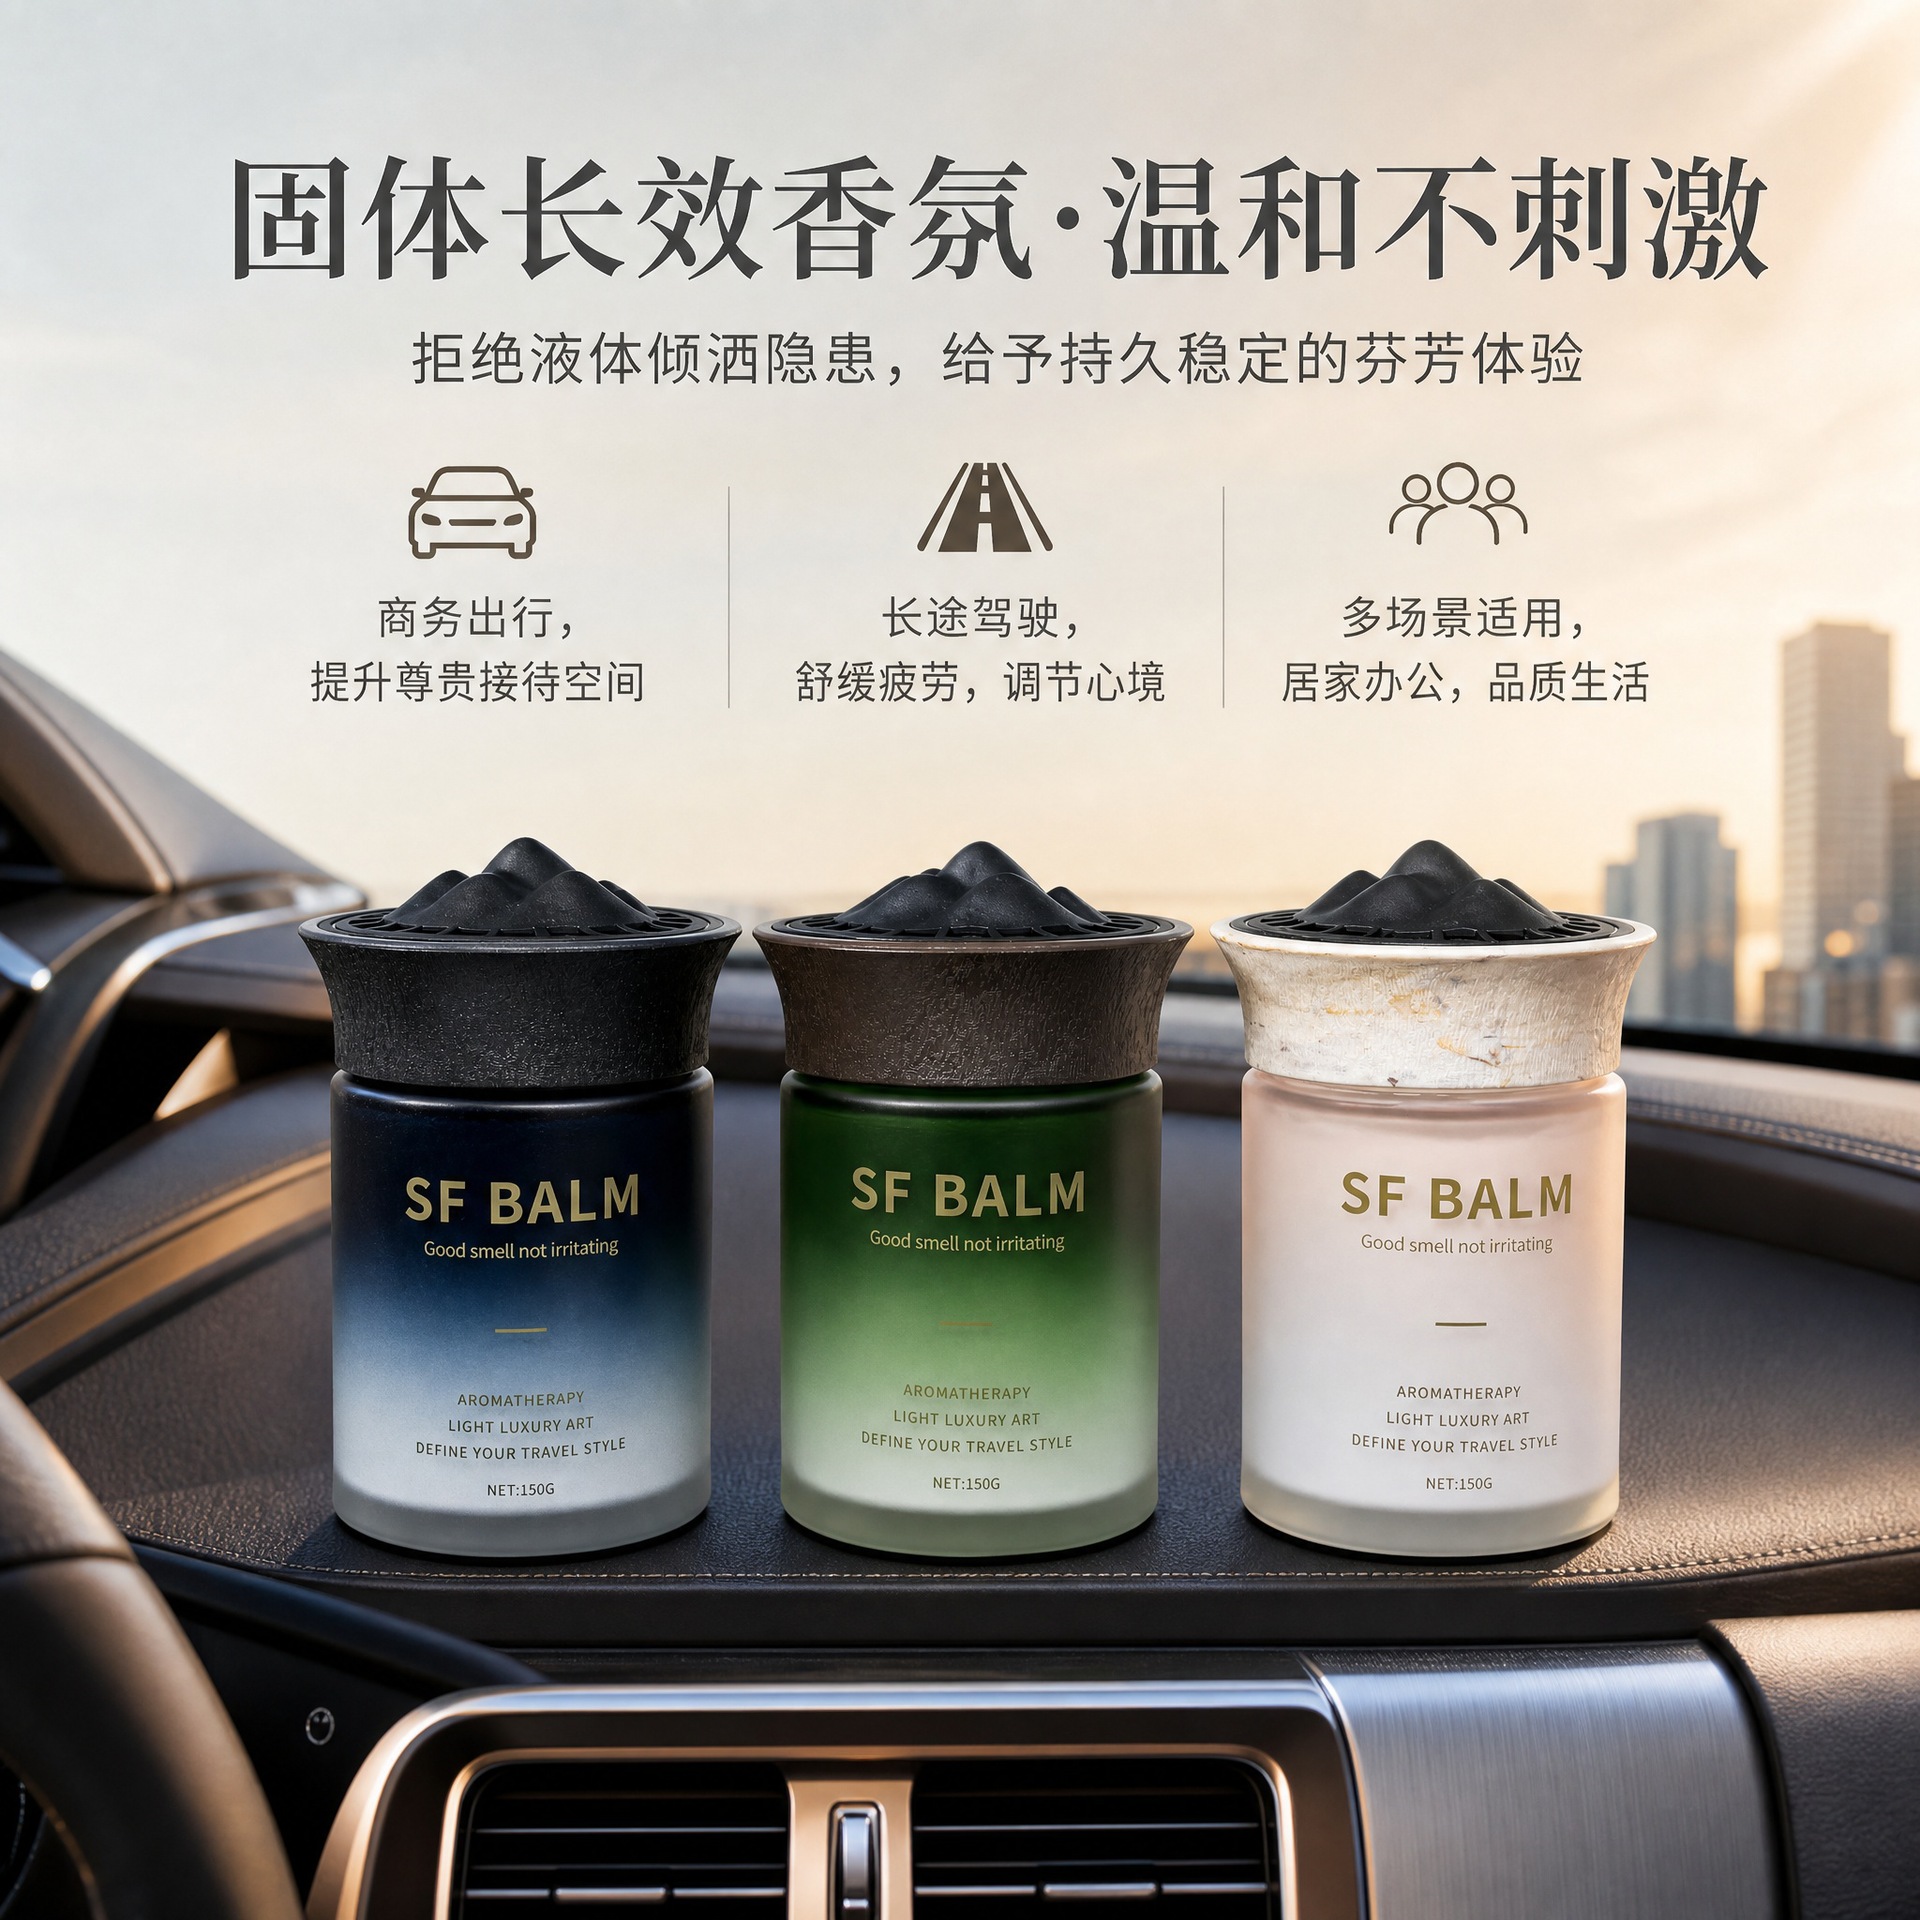 固体长效香氛·温和不刺激
拒绝液体倾洒隐患，给予持久稳定的芬芳体验
商务出行，
提升尊贵接待空间
长途驾驶，
舒缓疲劳，调节心境
多场景适用，
居家办公，品质生活
SF BALM
Good smell not irritating
AROMATHERAPY
LIGHT LUXURY ART
DEFINE YOUR TRAVEL STYLE
NET:150G
SF BALM
Good smell not irritating
AROMATHERAPY
LIGHT LUXURY ART
DEFINE YOUR TRAVEL STYLE
NET:150G
SF BALM
Good smell not irritating
AROMATHERAPY
LIGHT LUXURY ART
DEFINE YOUR TRAVEL STYLE
NET:150G